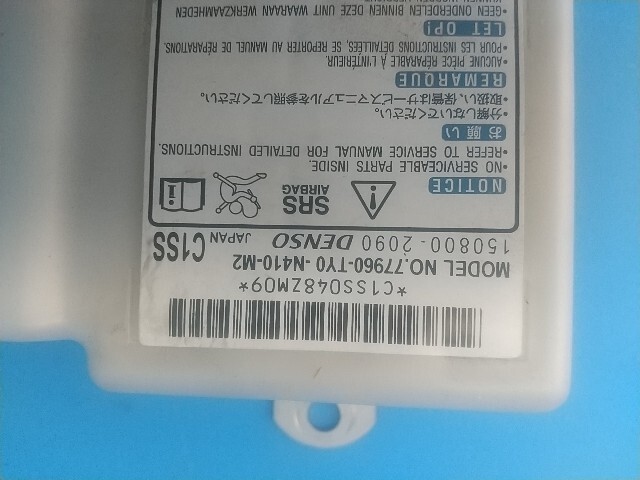 *C1SS048ZM09*
MODEL NO.77960-TY0 -N410-M2
150800-2090 DENSO JAPAN C1SS
SRS
AIRBAG
NOTICE
•NO SERVICEABLE PARTS INSIDE.
•REFER TO SERVICE MANUAL FOR DETAILED INSTRUCTIONS.
お願い
•分解しないでください。
•取扱い、保管はサービスマニュアルを参照してください。
REMARQUE
•AUCUNE PIÈCE RÉPARABLE À L'INTÉRIEUR.
•POUR LES INSTRUCTIONS DÉTAILLÉES, SE REPORTER AU MANUEL DE RÉPARATIONS.
LET OP!
•GEEN ONDERDELEN BINNEN DEZE UNIT WAARAAN WERKZAAMHEDEN